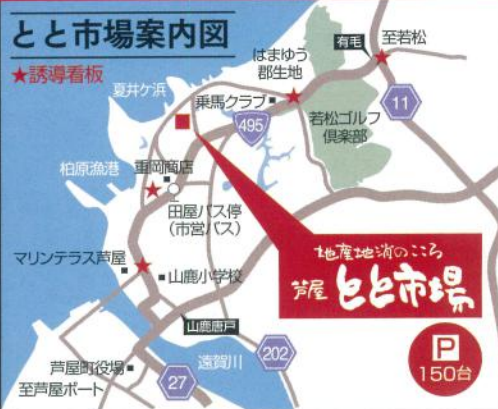 とと市場案内図
★誘導看板
夏井ケ浜
はまゆう
群生地
有毛
至若松
乗馬クラブ
495
11
若松ゴルフ
倶楽部
柏原漁港
重岡商店
田屋バス停
(市営バス)
マリンテラス芦屋
山鹿小学校
地産地消のこころ
芦屋 とと市場
山鹿唐戸
P
150台
芦屋町役場
至芦屋ボート
遠賀川
27
202